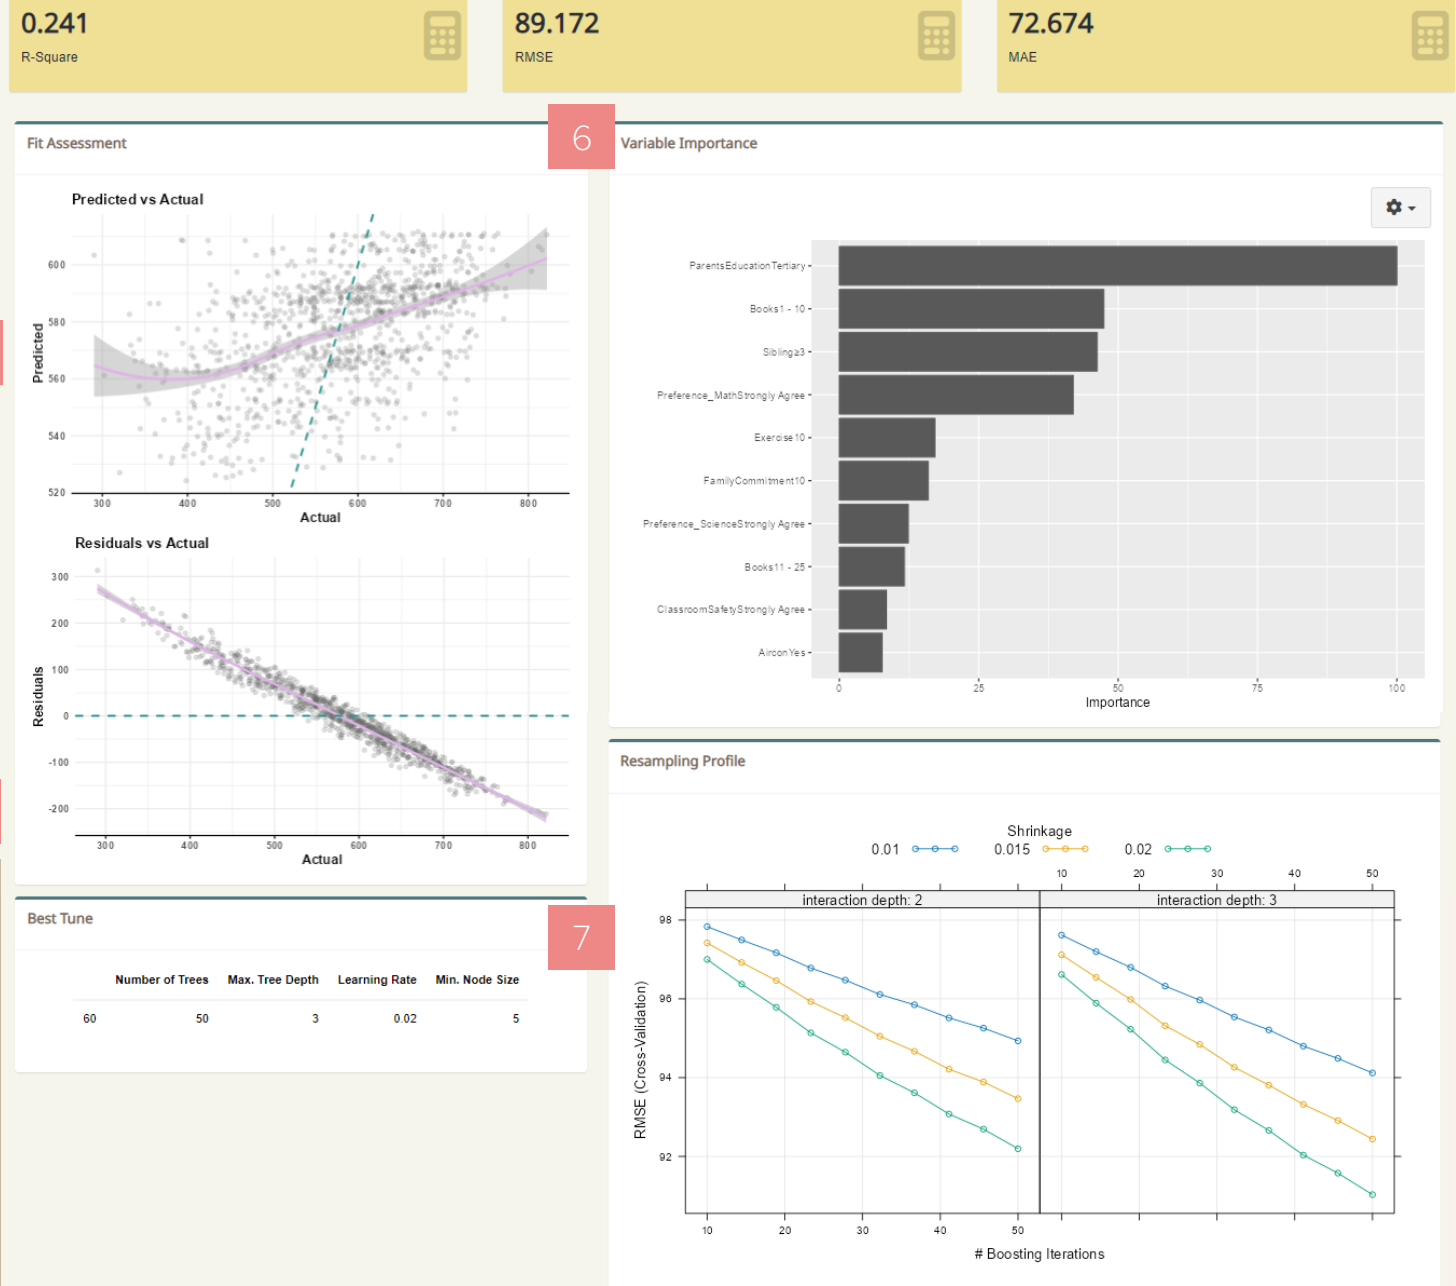 0.241
R-Square
89.172
RMSE
72.674
MAE
6
Fit Assessment
Predicted vs Actual
Predicted
600
580
560
540
520
300 400 500 600 700 800
Actual
Residuals vs Actual
Residuals
300
200
100
0
-100
-200
300 400 500 600 700 800
Actual
Variable Importance
ParentsEducationTertiary
Books1 - 10
Sibling≥3
Preference_MathStrongly Agree
Exercise10
FamilyCommitment10
Preference_ScienceStrongly Agree
Books11 - 25
ClassroomSafetyStrongly Agree
AirconYes
0 25 50 75 100
Importance
7
Best Tune
Number of Trees Max. Tree Depth Learning Rate Min. Node Size
60 50 3 0.02 5
Resampling Profile
Shrinkage
0.01 0.015 0.02
10 20 30 40 50
interaction depth: 2 interaction depth: 3
RMSE (Cross-Validation)
98
96
94
92
10 20 30 40 50
# Boosting Iterations